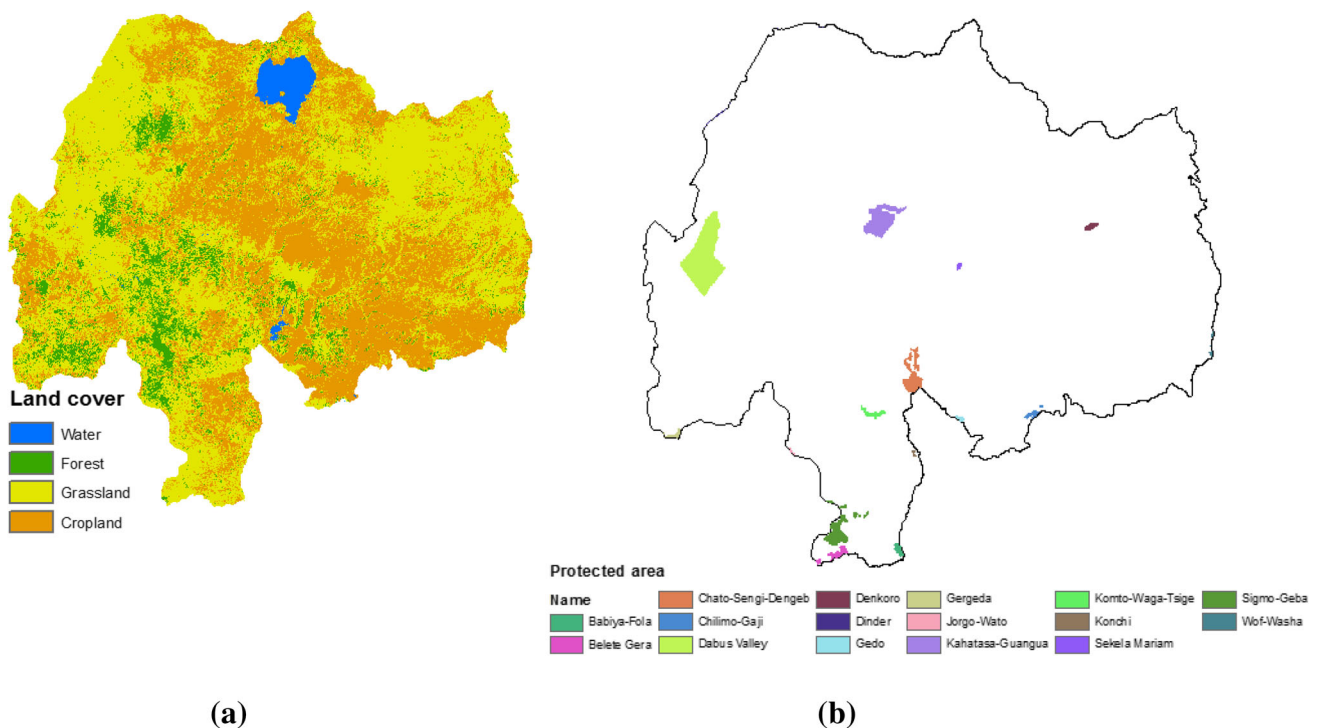 Land cover
Water
Forest
Grassland
Cropland
Protected area
Name
Babiya-Fola
Belete Gera
Chato-Sengi-Dengeb
Chilimo-Gaji
Dabus Valley
Denkoro
Dinder
Gedo
Gergeda
Jorgo-Wato
Kahatasa-Guangua
Komto-Waga-Tsige
Konchi
Sekela Mariam
Sigmo-Geba
Wof-Washa
(a)
(b)